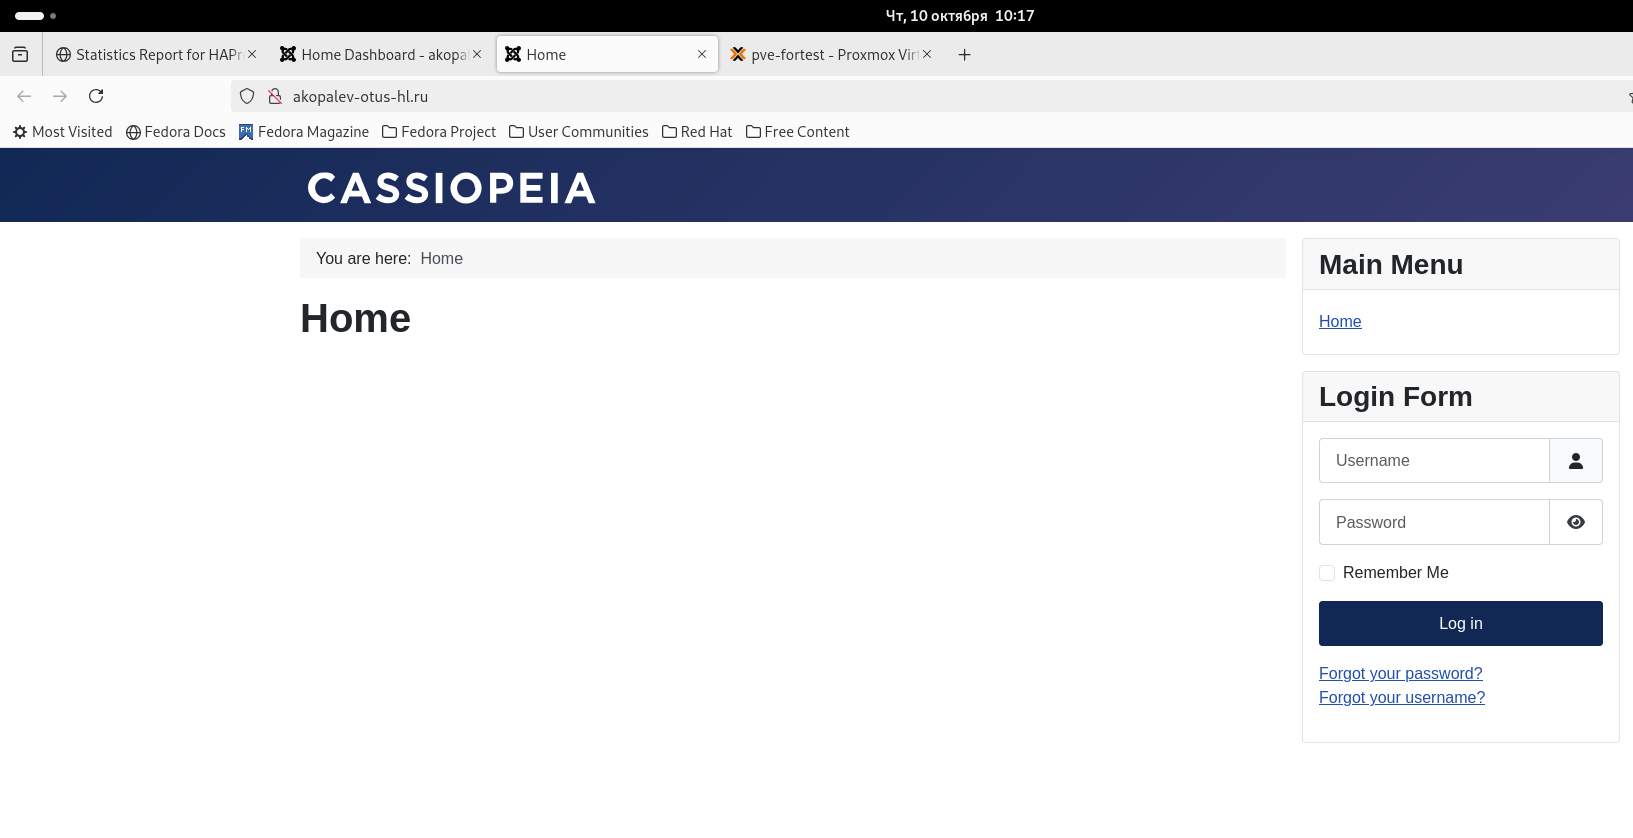 Чт, 10 октября 10:17
Statistics Report for HAPr
Home Dashboard - akopal
Home
pve-fortest - Proxmox Virt
akopalev-otus-hl.ru
Most Visited
Fedora Docs
Fedora Magazine
Fedora Project
User Communities
Red Hat
Free Content
CASSIOPEIA
You are here: Home
Home
Main Menu
Home
Login Form
Username
Password
Remember Me
Log in
Forgot your password?
Forgot your username?